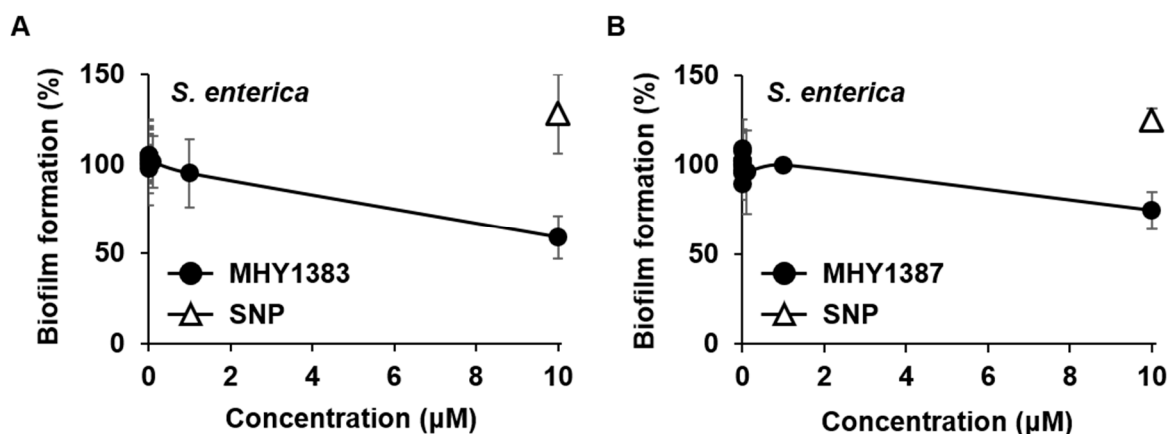 A
Biofilm formation (%)
150
100
50
0
S. enterica
MHY1383
SNP
0 2 4 6 8 10
Concentration (µM)
B
Biofilm formation (%)
150
100
50
0
S. enterica
MHY1387
SNP
0 2 4 6 8 10
Concentration (µM)